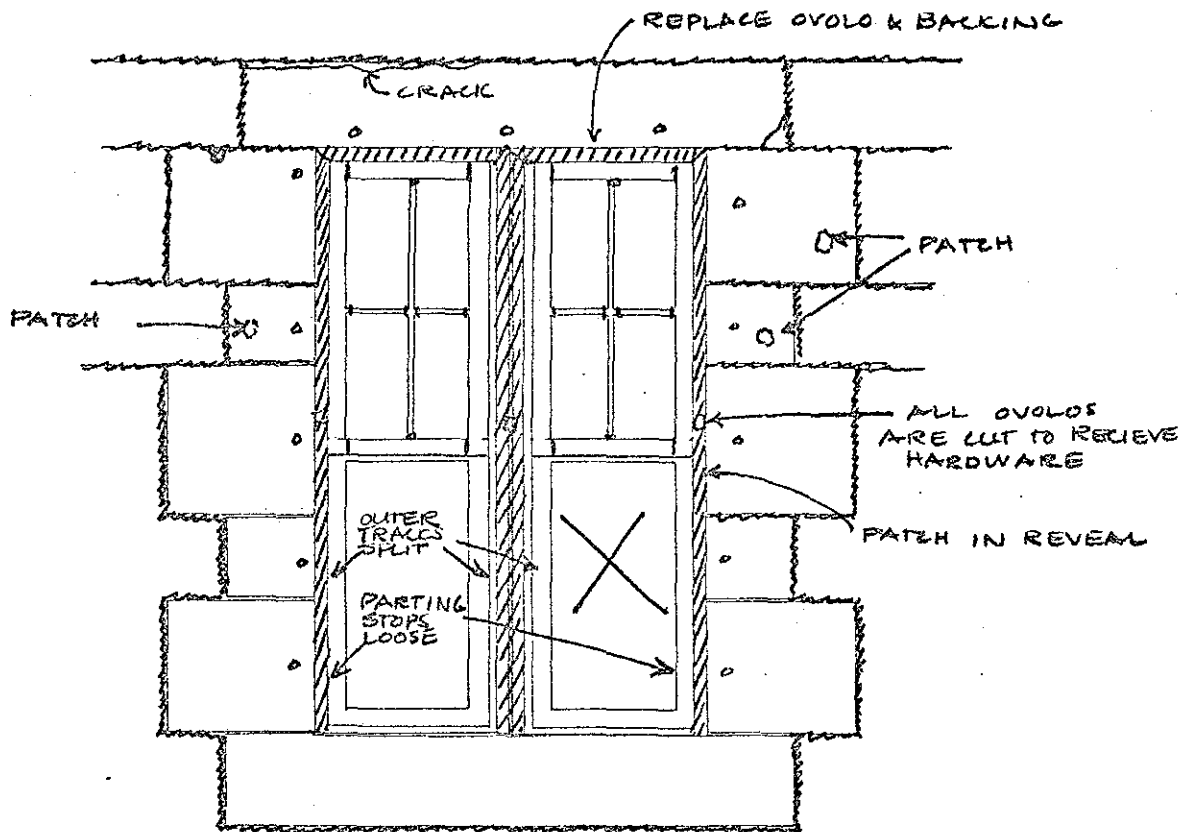 REPLACE OVOLO & BACKING
CRACK
PATCH
PATCH
ALL OVOLOS
ARE CUT TO RECIEVE
HARDWARE
OUTER
TRACKS
SPLIT
PATCH IN REVEAL
PARTING
STOPS
LOOSE